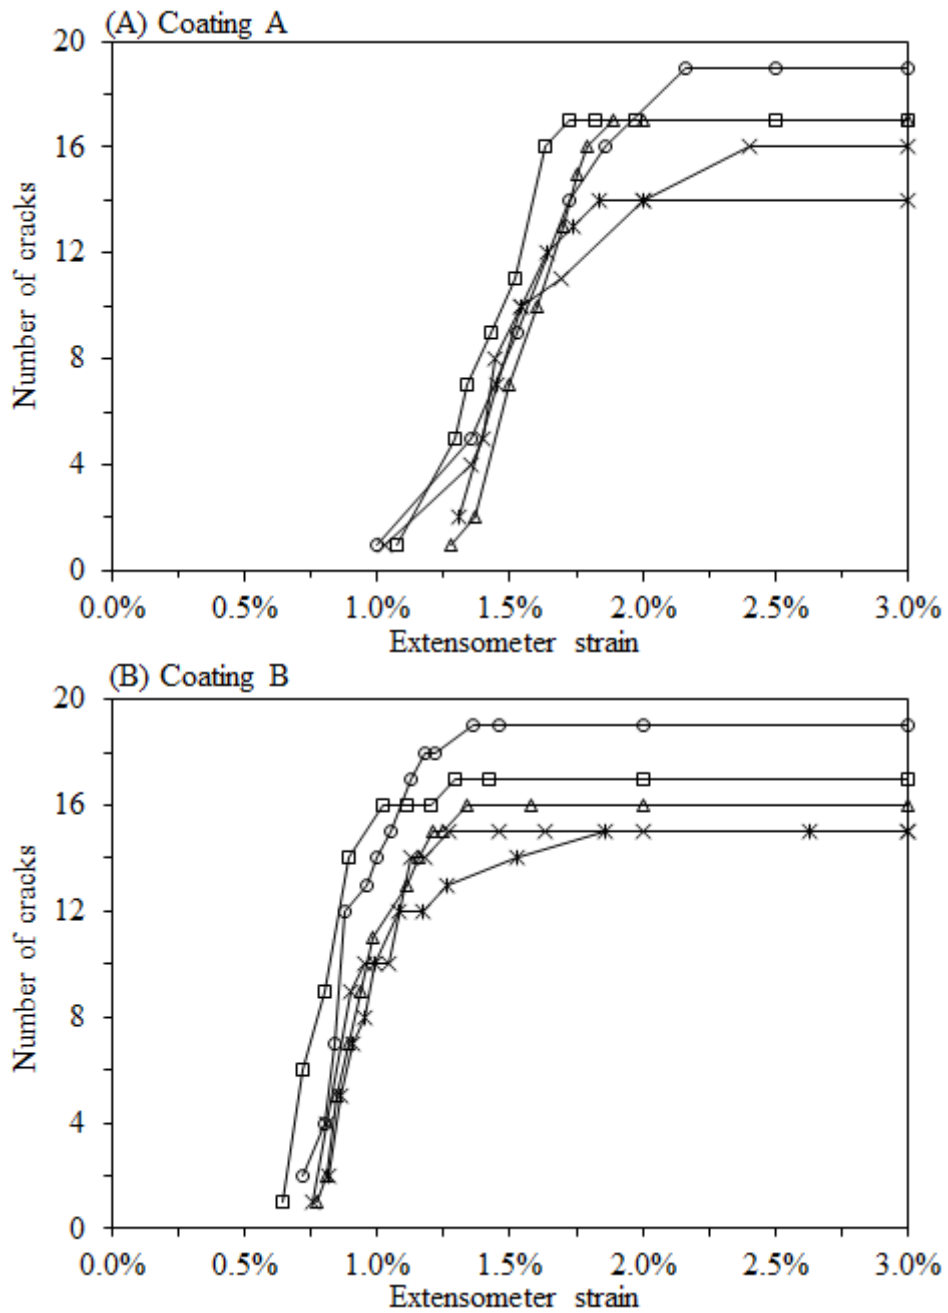 (A) Coating A
20
16
12
8
4
0
Number of cracks
0.0% 0.5% 1.0% 1.5% 2.0% 2.5% 3.0%
Extensometer strain
(B) Coating B
20
16
12
8
4
0
Number of cracks
0.0% 0.5% 1.0% 1.5% 2.0% 2.5% 3.0%
Extensometer strain